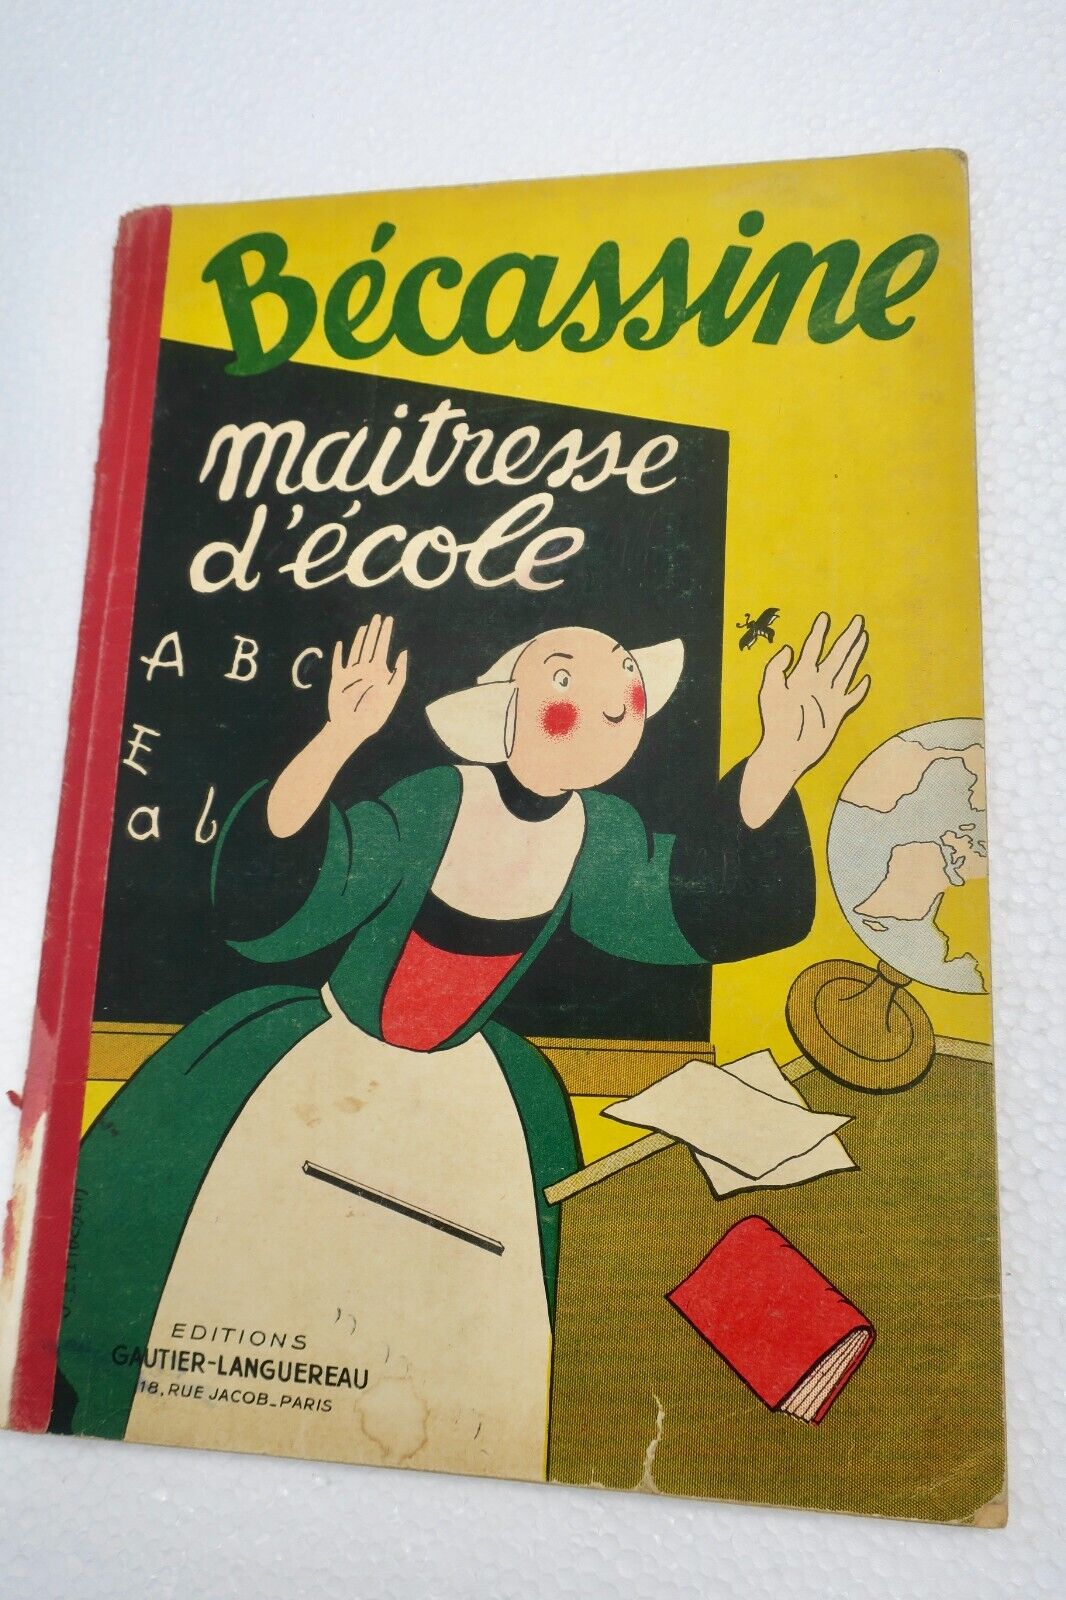 Bécassine
maitresse
d'école
A B C
E
a b
EDITIONS
GAUTIER-LANGUEREAU
18, RUE JACOB_PARIS